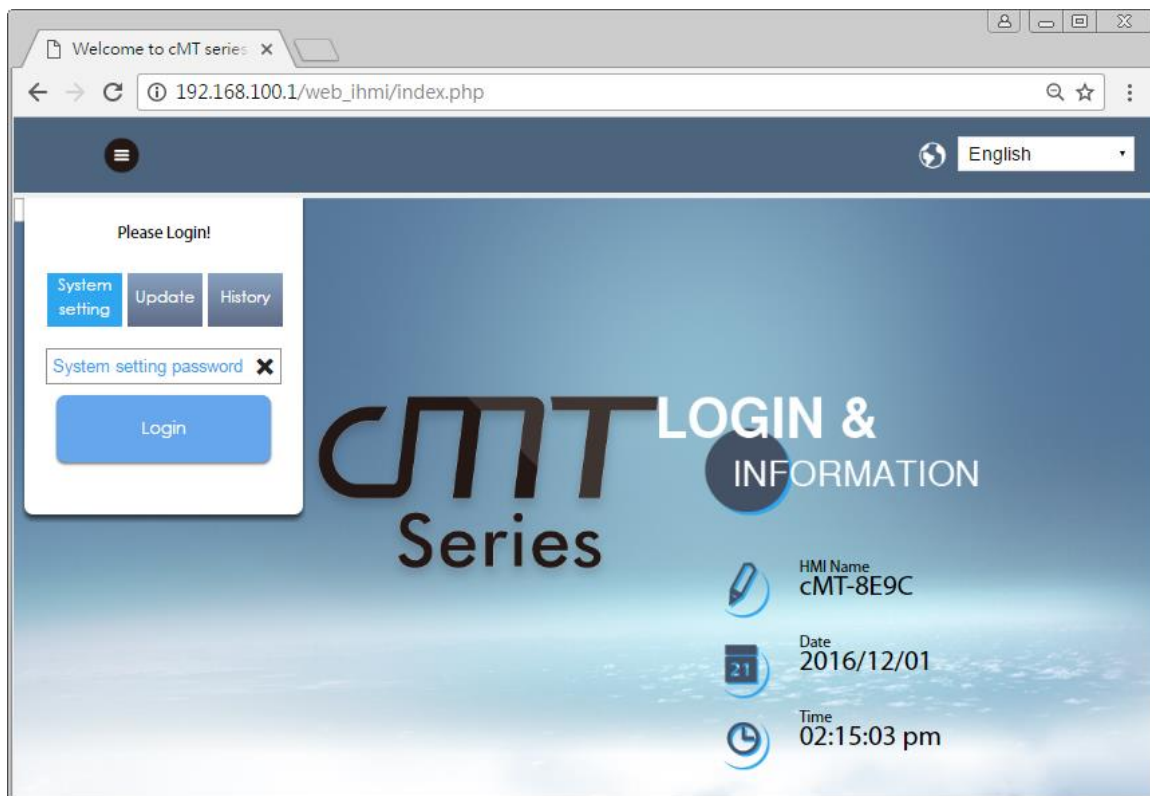 Welcome to cMT series
192.168.100.1/web_ihmi/index.php
English
Please Login!
System
setting
Update
History
System setting password
Login
cMT
Series
LOGIN &
INFORMATION
HMI Name
cMT-8E9C
21
Date
2016/12/01
Time
02:15:03 pm